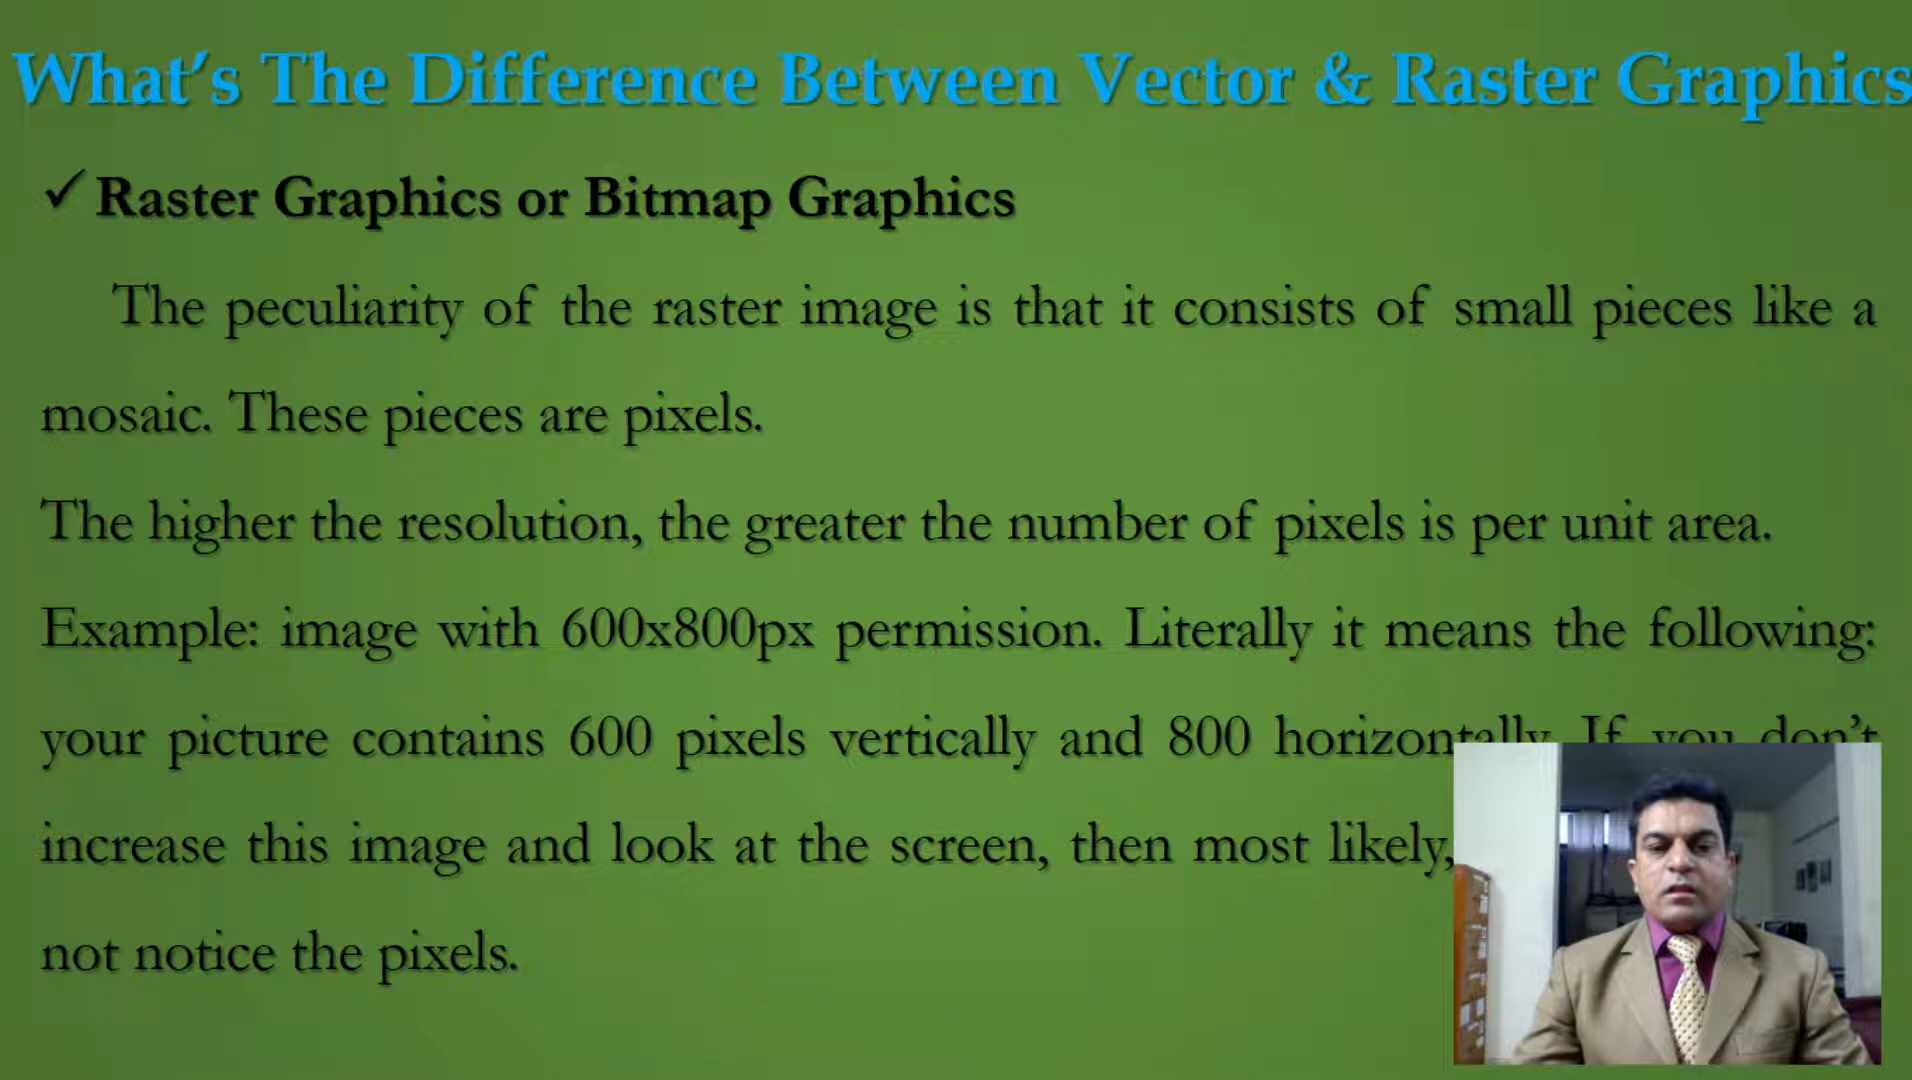 What's The Difference Between Vector & Raster Graphics
✓ Raster Graphics or Bitmap Graphics
The peculiarity of the raster image is that it consists of small pieces like a
mosaic. These pieces are pixels.
The higher the resolution, the greater the number of pixels is per unit area.
Example: image with 600x800px permission. Literally it means the following:
your picture contains 600 pixels vertically and 800 horizontally. If you don't
increase this image and look at the screen, then most likely,
not notice the pixels.